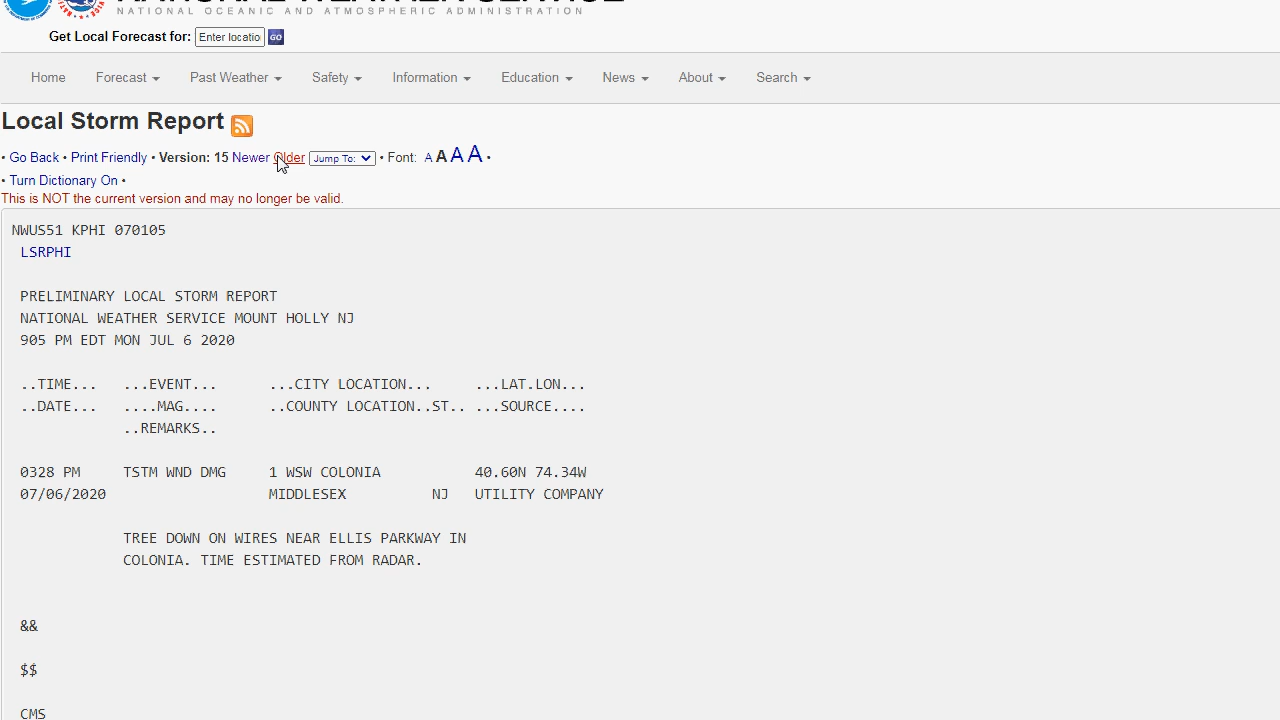 NATIONAL WEATHER SERVICE
NATIONAL OCEANIC AND ATMOSPHERIC ADMINISTRATION
Get Local Forecast for: Enter locatio GO
Home Forecast Past Weather Safety Information Education News About Search
Local Storm Report
• Go Back • Print Friendly • Version: 15 Newer Older Jump To: • Font: A A A A •
• Turn Dictionary On •
This is NOT the current version and may no longer be valid.
NWUS51 KPHI 070105
LSRPHI
PRELIMINARY LOCAL STORM REPORT
NATIONAL WEATHER SERVICE MOUNT HOLLY NJ
905 PM EDT MON JUL 6 2020
..TIME... ...EVENT... ...CITY LOCATION... ...LAT.LON...
..DATE... ....MAG.... ..COUNTY LOCATION..ST.. ...SOURCE....
..REMARKS..
0328 PM TSTM WND DMG 1 WSW COLONIA 40.60N 74.34W
07/06/2020 MIDDLESEX NJ UTILITY COMPANY
TREE DOWN ON WIRES NEAR ELLIS PARKWAY IN
COLONIA. TIME ESTIMATED FROM RADAR.
&&
$$
CMS